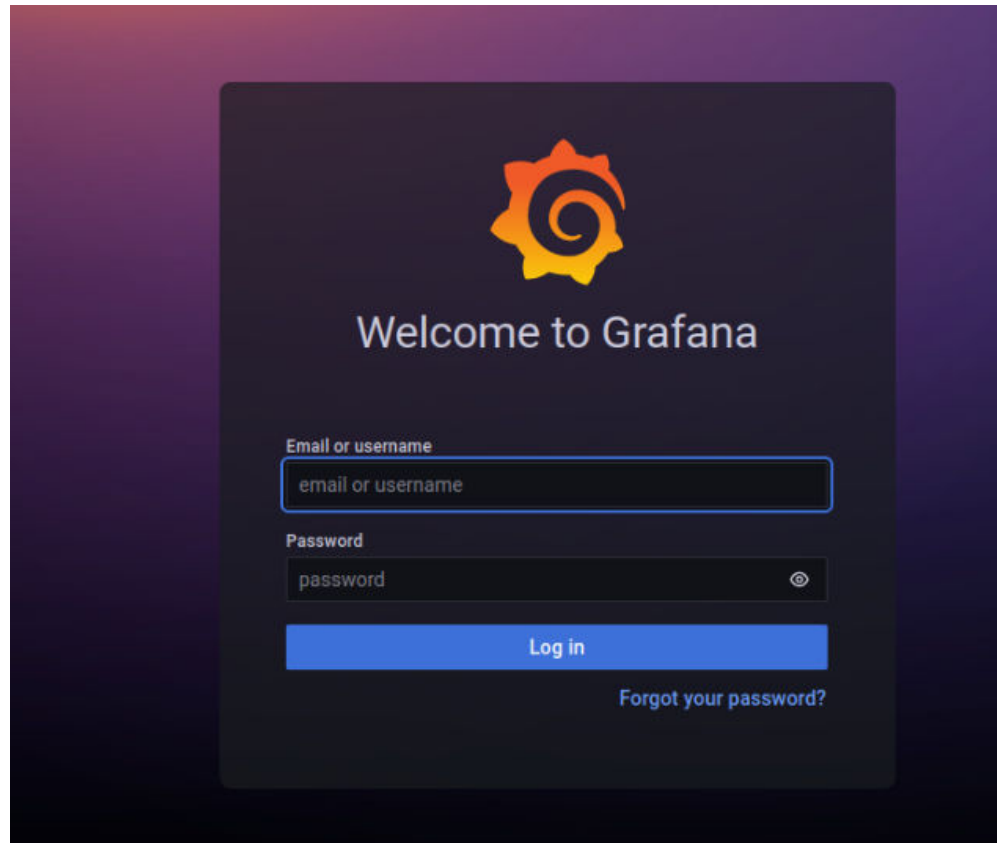 Welcome to Grafana
Email or username
email or username
Password
password
Log in
Forgot your password?